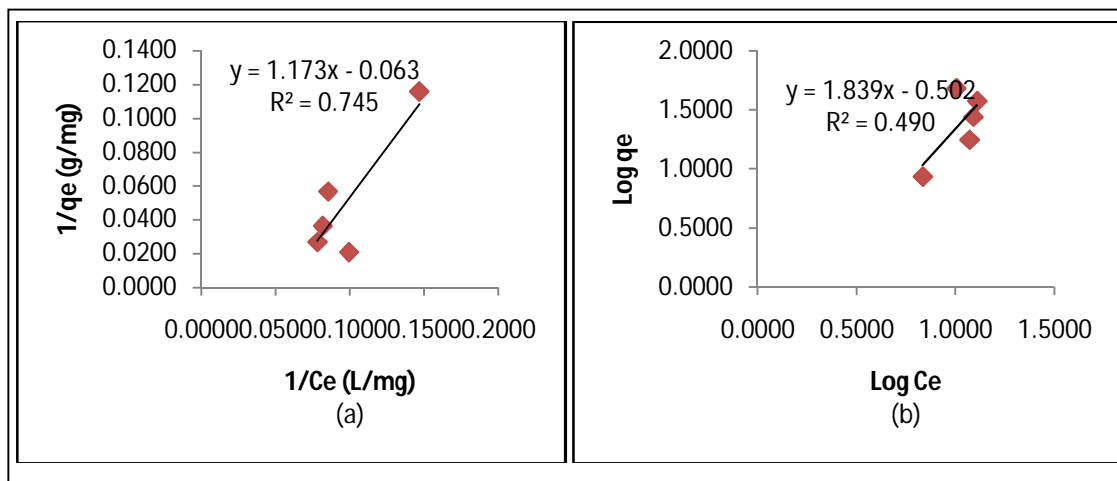 0.1400
0.1200
0.1000
0.0800
0.0600
0.0400
0.0200
0.0000
y = 1.173x - 0.063
R² = 0.745
1/qe (g/mg)
0.00000.05000.10000.15000.2000
1/Ce (L/mg)
(a)
2.0000
1.5000
1.0000
0.5000
0.0000
y = 1.839x - 0.502
R² = 0.490
Log qe
0.0000 0.5000 1.0000 1.5000
Log Ce
(b)